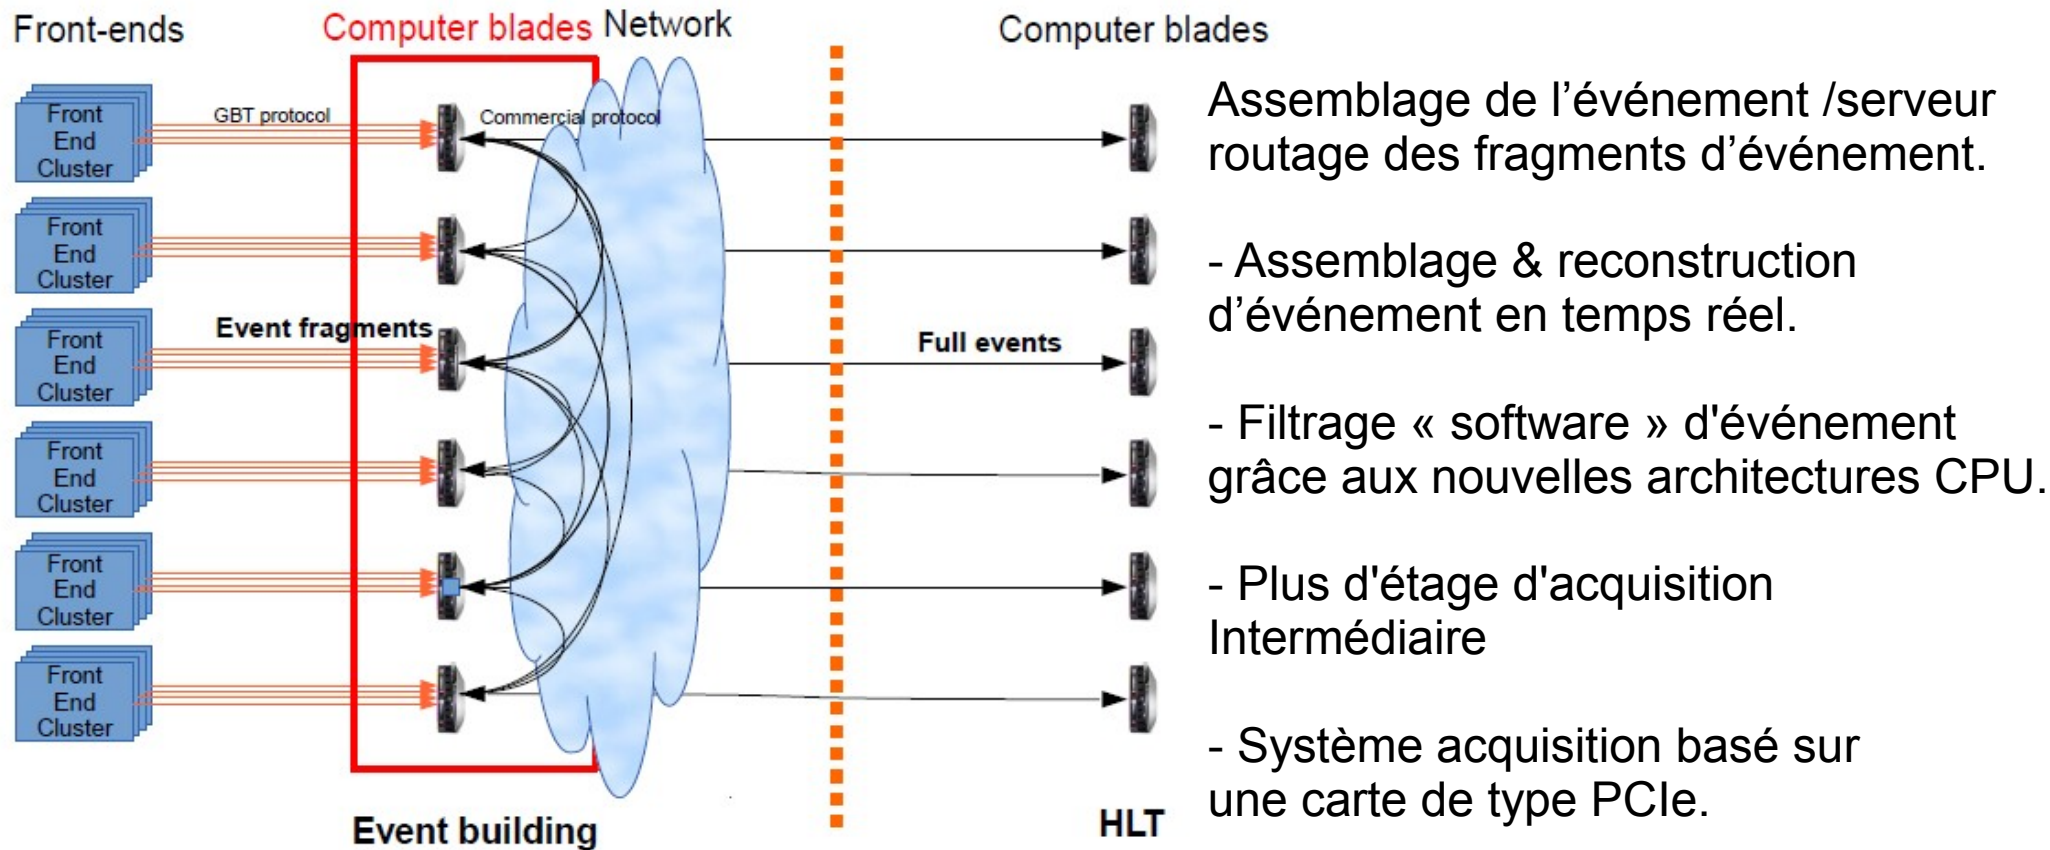 Front-ends
Computer blades
Network
Computer blades
Front
End
Cluster
GBT protocol
Commercial protocol
Front
End
Cluster
Front
End
Cluster
Event fragments
Full events
Front
End
Cluster
Front
End
Cluster
Front
End
Cluster
Event building
HLT
Assemblage de l’événement /serveur
routage des fragments d’événement.
- Assemblage & reconstruction
d’événement en temps réel.
- Filtrage « software » d'événement
grâce aux nouvelles architectures CPU.
- Plus d'étage d'acquisition
Intermédiaire
- Système acquisition basé sur
une carte de type PCIe.